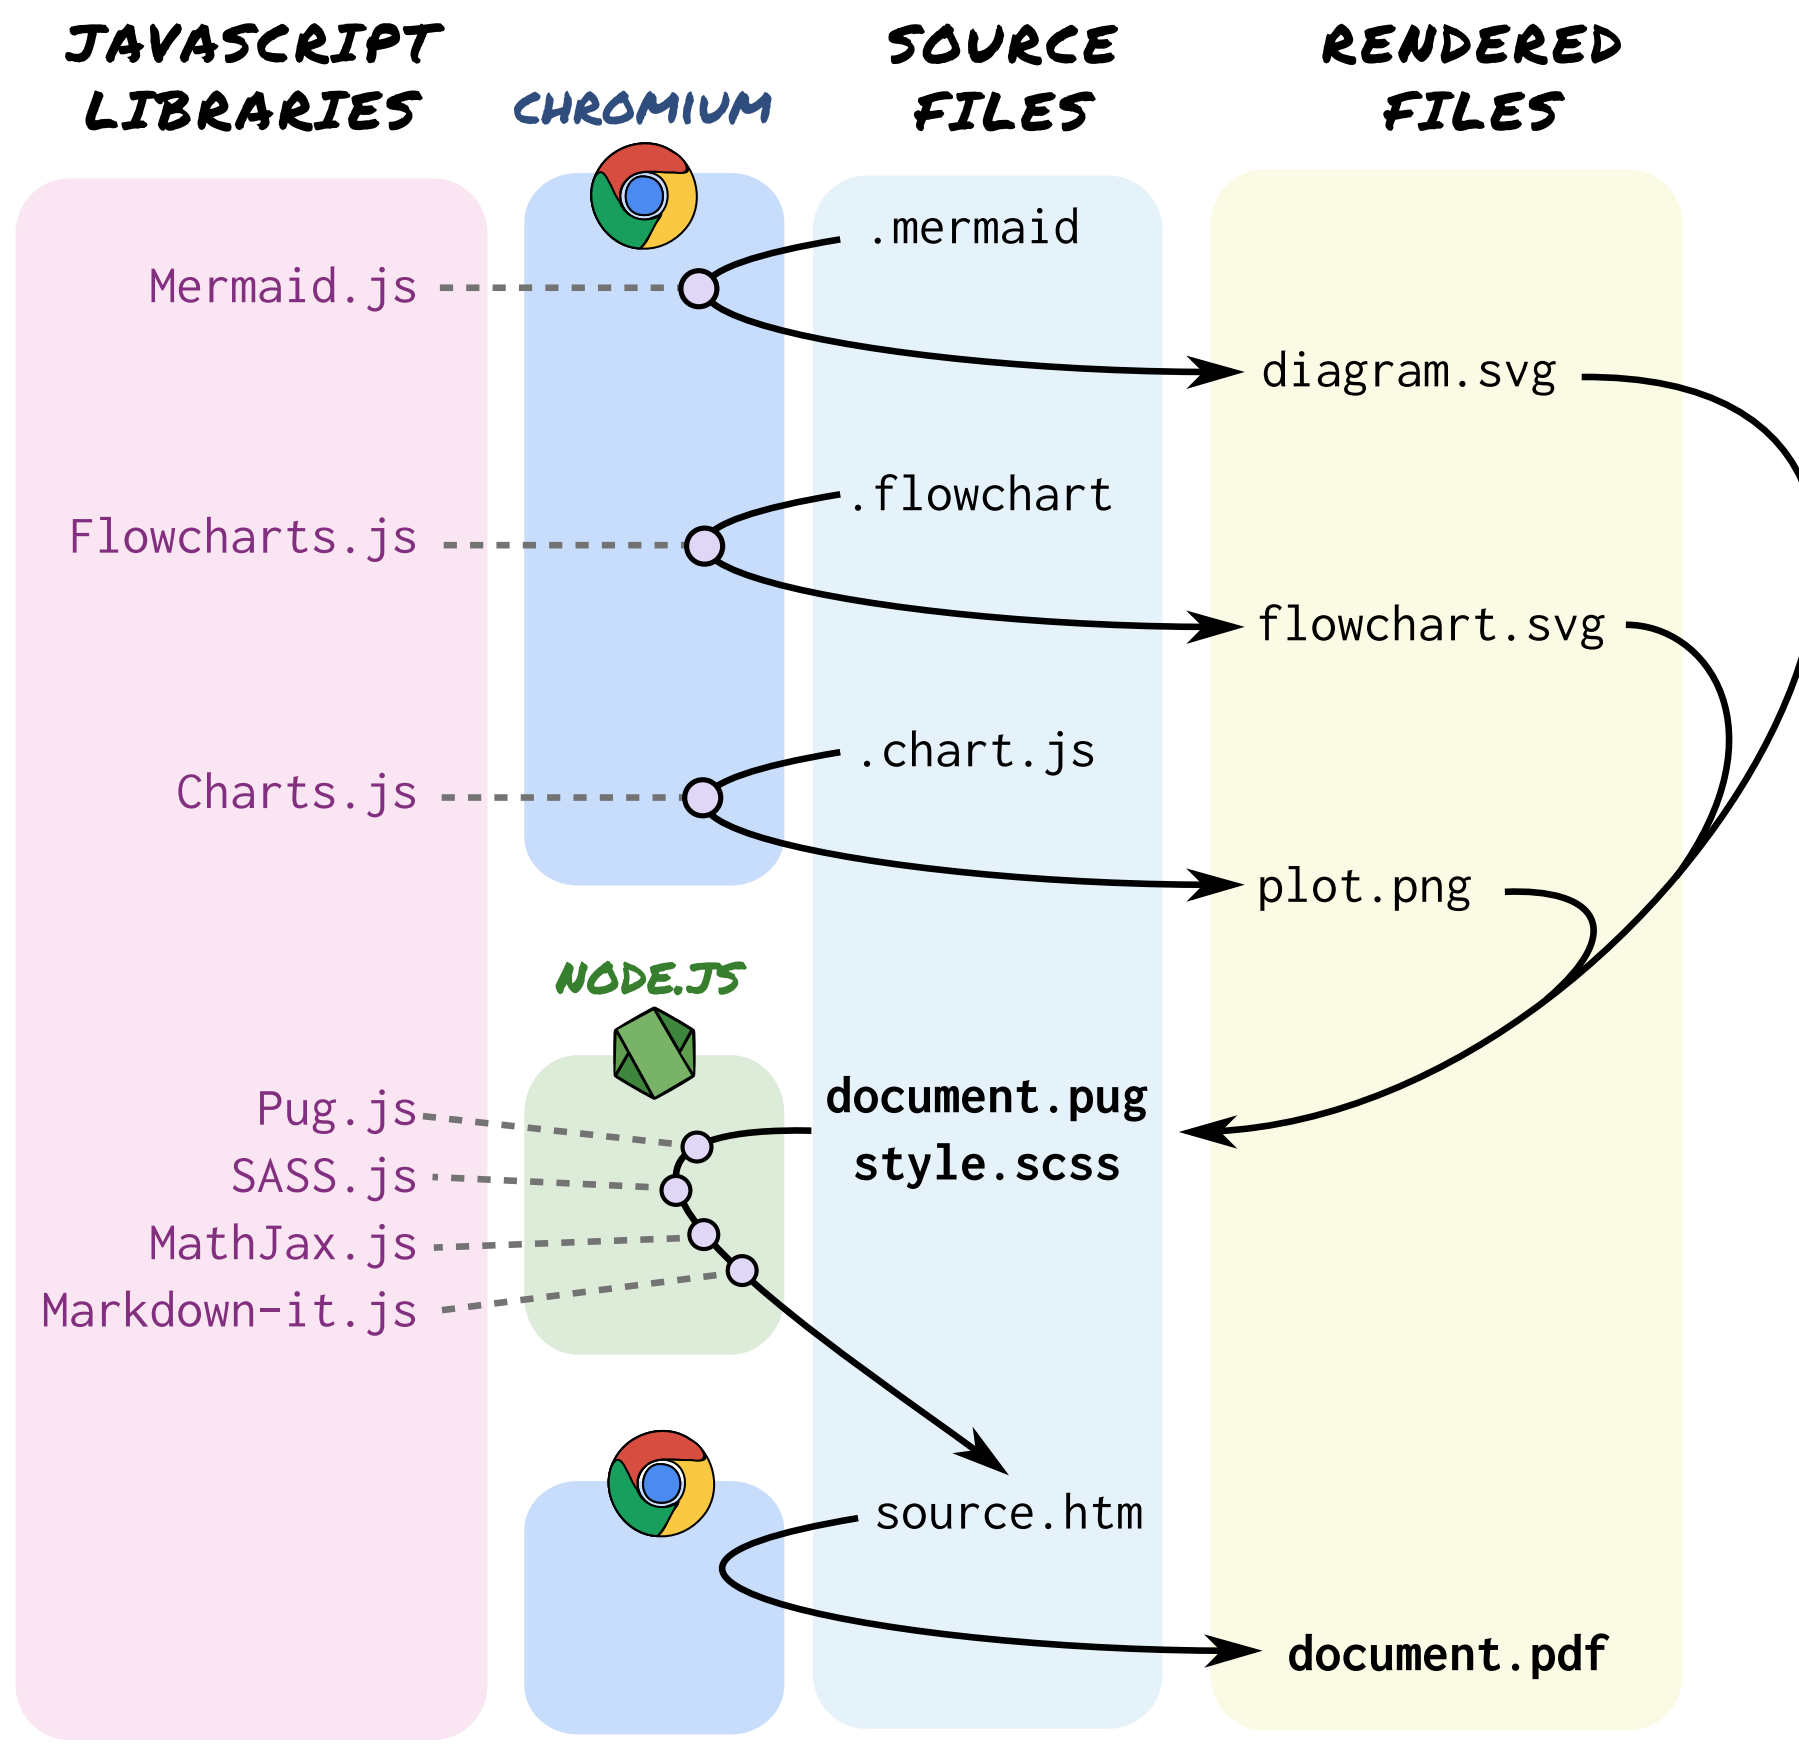 JAVASCRIPT
LIBRARIES
CHROMIUM
SOURCE
FILES
RENDERED
FILES
.mermaid
Mermaid.js
diagram.svg
.flowchart
Flowcharts.js
flowchart.svg
.chart.js
Charts.js
plot.png
NODE.JS
document.pug
style.scss
Pug.js
SASS.js
MathJax.js
Markdown-it.js
source.htm
document.pdf